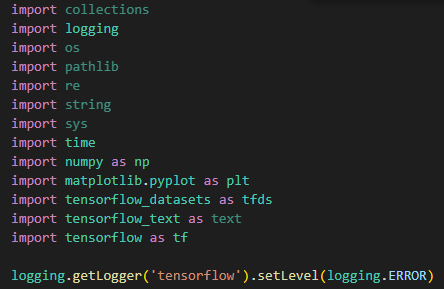 import collections
import logging
import os
import pathlib
import re
import string
import sys
import time
import numpy as np
import matplotlib.pyplot as plt
import tensorflow_datasets as tfds
import tensorflow_text as text
import tensorflow as tf
logging.getLogger('tensorflow').setLevel(logging.ERROR)